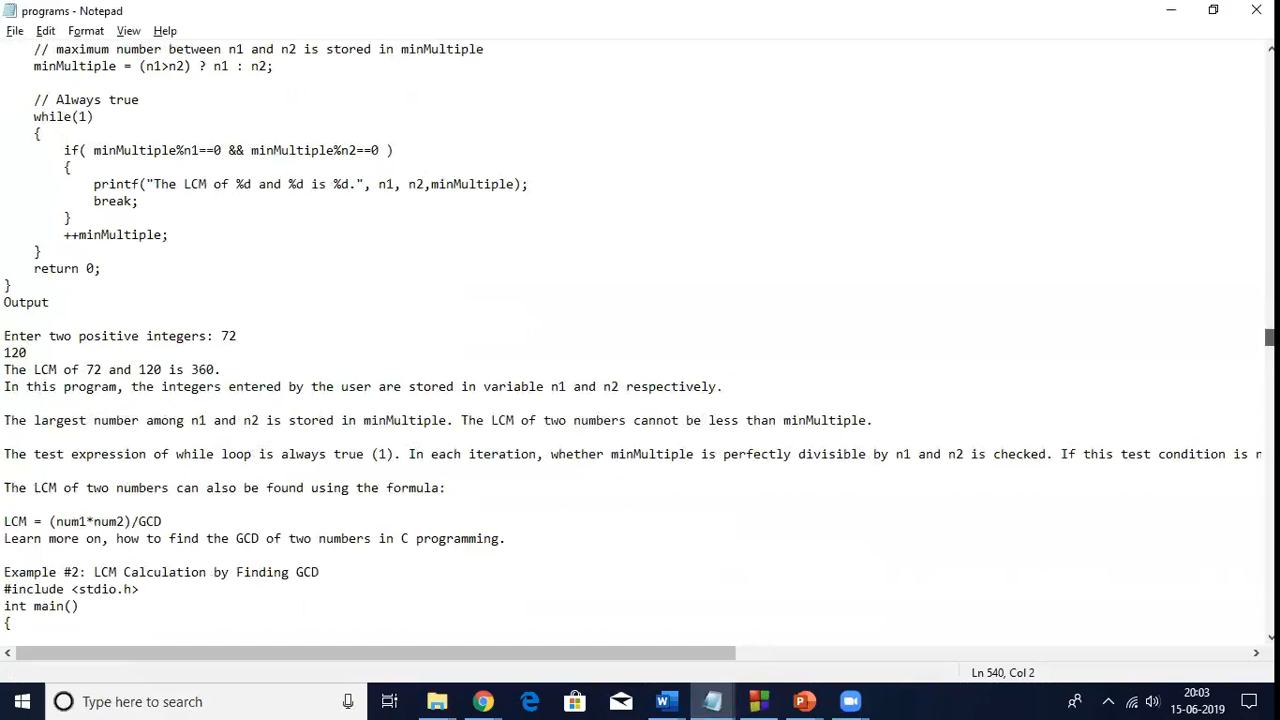 programs - Notepad
File Edit Format View Help
// maximum number between n1 and n2 is stored in minMultiple
minMultiple = (n1>n2) ? n1 : n2;
// Always true
while(1)
{
if( minMultiple%n1==0 && minMultiple%n2==0 )
{
printf("The LCM of %d and %d is %d.", n1, n2,minMultiple);
break;
}
++minMultiple;
}
return 0;
}
Output
Enter two positive integers: 72
120
The LCM of 72 and 120 is 360.
In this program, the integers entered by the user are stored in variable n1 and n2 respectively.
The largest number among n1 and n2 is stored in minMultiple. The LCM of two numbers cannot be less than minMultiple.
The test expression of while loop is always true (1). In each iteration, whether minMultiple is perfectly divisible by n1 and n2 is checked. If this test condition is n
The LCM of two numbers can also be found using the formula:
LCM = (num1*num2)/GCD
Learn more on, how to find the GCD of two numbers in C programming.
Example #2: LCM Calculation by Finding GCD
#include <stdio.h>
int main()
{
Ln 540, Col 2
Type here to search
20:03
15-06-2019